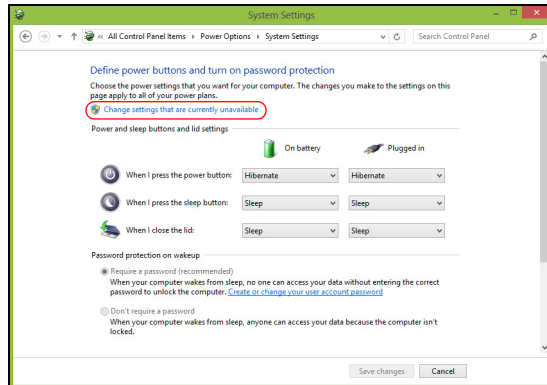 System Settings
« All Control Panel Items ▸ Power Options ▸ System Settings
Search Control Panel
Define power buttons and turn on password protection
Choose the power settings that you want for your computer. The changes you make to the settings on this
page apply to all of your power plans.
Change settings that are currently unavailable
Power and sleep buttons and lid settings
On battery Plugged in
When I press the power button: Hibernate Hibernate
When I press the sleep button: Sleep Sleep
When I close the lid: Sleep Sleep
Password protection on wakeup
Require a password (recommended)
When your computer wakes from sleep, no one can access your data without entering the correct
password to unlock the computer. Create or change your user account password
Don't require a password
When your computer wakes from sleep, anyone can access your data because the computer isn't
locked.
Save changes Cancel